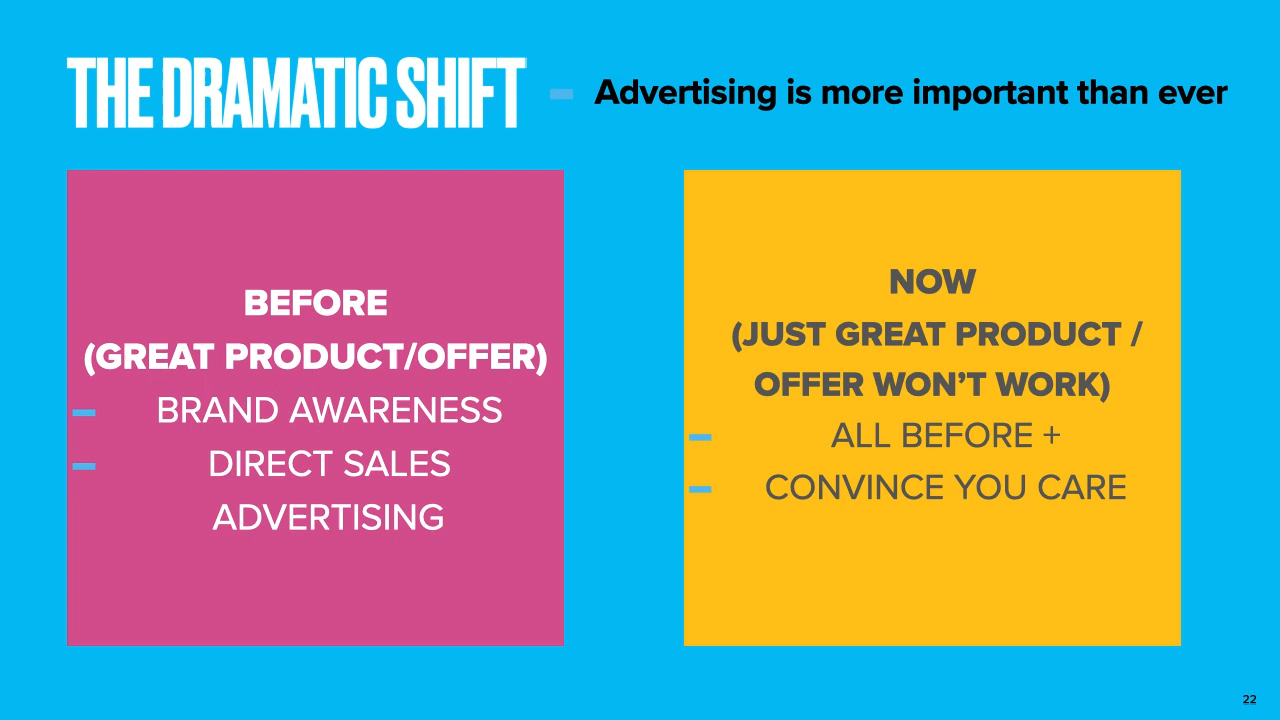 THE DRAMATIC SHIFT - Advertising is more important than ever
BEFORE
(GREAT PRODUCT/OFFER)
- BRAND AWARENESS
- DIRECT SALES
ADVERTISING
NOW
(JUST GREAT PRODUCT /
OFFER WON'T WORK)
- ALL BEFORE +
- CONVINCE YOU CARE
22